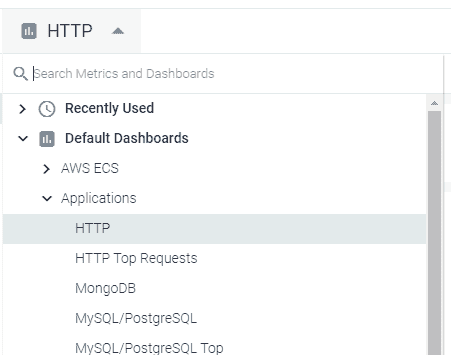 HTTP
Search Metrics and Dashboards
Recently Used
Default Dashboards
AWS ECS
Applications
HTTP
HTTP Top Requests
MongoDB
MySQL/PostgreSQL
MySQL/PostgreSQL Top